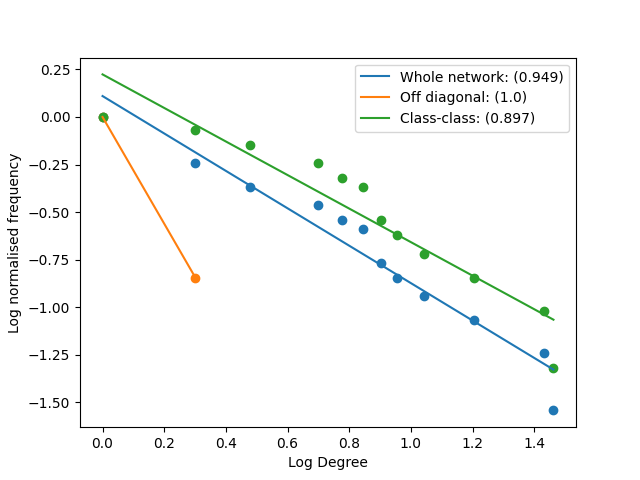 0.25
0.00
−0.25
−0.50
−0.75
−1.00
−1.25
−1.50
Log normalised frequency
Whole network: (0.949)
Off diagonal: (1.0)
Class-class: (0.897)
0.0 0.2 0.4 0.6 0.8 1.0 1.2 1.4
Log Degree